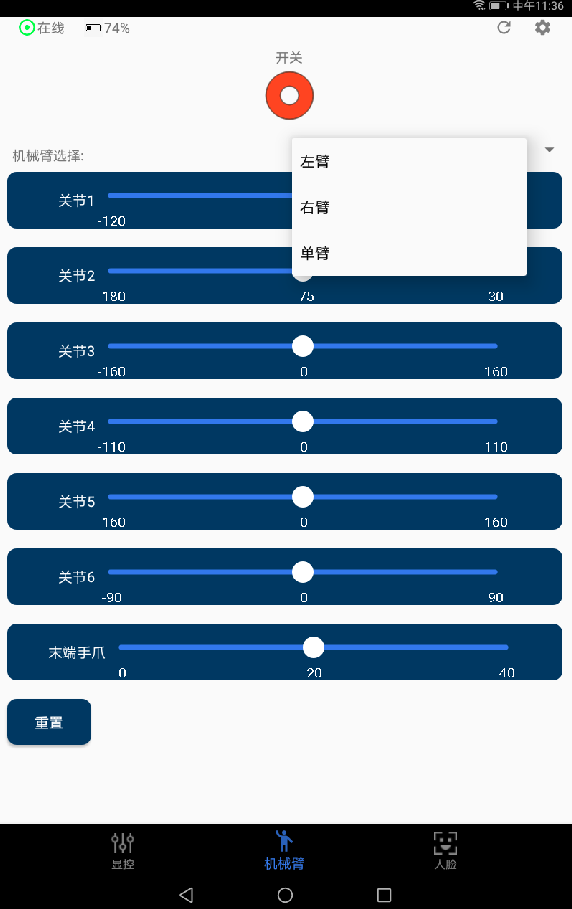 中午11:36
在线 74%
开关
机械臂选择:
左臂
右臂
单臂
关节1
-120
关节2
180 75 30
关节3
-160 0 160
关节4
-110 0 110
关节5
160 0 160
关节6
-90 0 90
末端手爪
0 20 40
重置
显控 机械臂 人脸